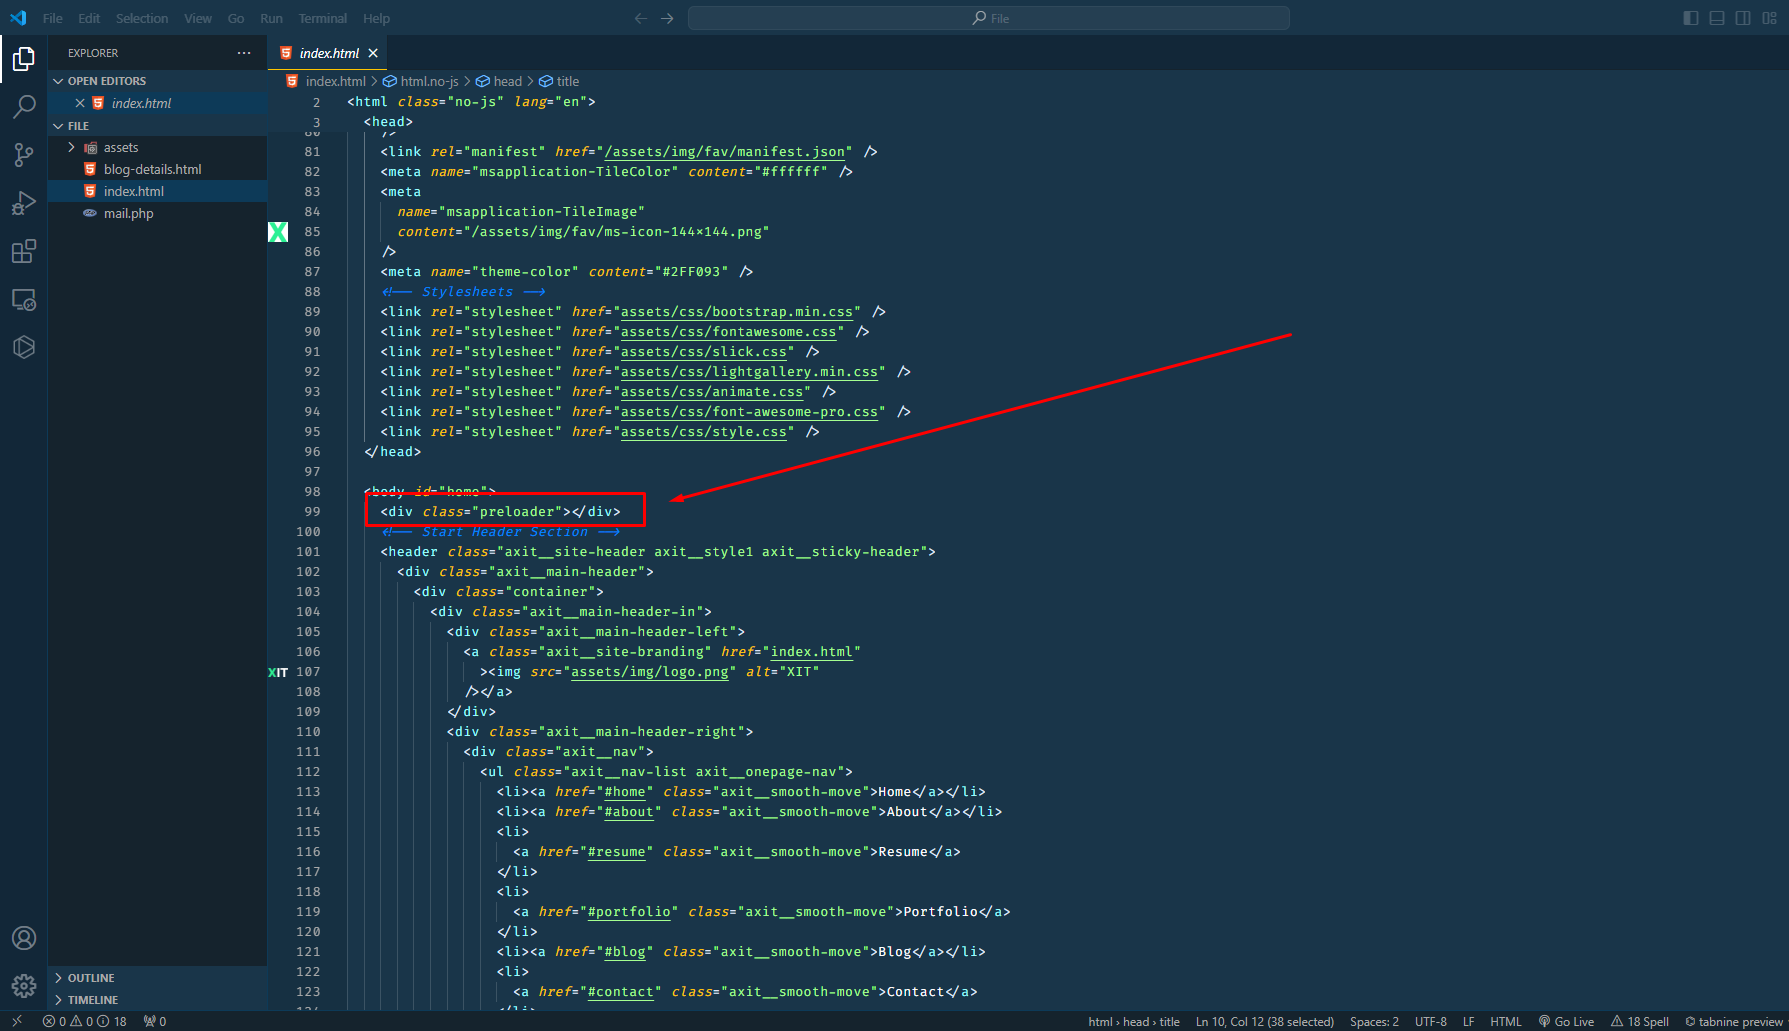 File Edit Selection View Go Run Terminal Help
File
EXPLORER
index.html
OPEN EDITORS
index.html
FILE
assets
blog-details.html
index.html
mail.php
OUTLINE
TIMELINE
index.html > html.no-js > head > title
2 <html class="no-js" lang="en">
3 <head>
80 />
81 <link rel="manifest" href="/assets/img/fav/manifest.json" />
82 <meta name="msapplication-TileColor" content="#ffffff" />
83 <meta
84 name="msapplication-TileImage"
85 content="/assets/img/fav/ms-icon-144×144.png"
86 />
87 <meta name="theme-color" content="#2FF093" />
88 <!-- Stylesheets -->
89 <link rel="stylesheet" href="assets/css/bootstrap.min.css" />
90 <link rel="stylesheet" href="assets/css/fontawesome.css" />
91 <link rel="stylesheet" href="assets/css/slick.css" />
92 <link rel="stylesheet" href="assets/css/lightgallery.min.css" />
93 <link rel="stylesheet" href="assets/css/animate.css" />
94 <link rel="stylesheet" href="assets/css/font-awesome-pro.css" />
95 <link rel="stylesheet" href="assets/css/style.css" />
96 </head>
97
98 <body id="home">
99 <div class="preloader"></div>
100 <!-- Start Header Section -->
101 <header class="axit__site-header axit__style1 axit__sticky-header">
102 <div class="axit__main-header">
103 <div class="container">
104 <div class="axit__main-header-in">
105 <div class="axit__main-header-left">
106 <a class="axit__site-branding" href="index.html"
XIT 107 ><img src="assets/img/logo.png" alt="XIT"
108 /></a>
109 </div>
110 <div class="axit__main-header-right">
111 <div class="axit__nav">
112 <ul class="axit__nav-list axit__onepage-nav">
113 <li><a href="#home" class="axit__smooth-move">Home</a></li>
114 <li><a href="#about" class="axit__smooth-move">About</a></li>
115 <li>
116 <a href="#resume" class="axit__smooth-move">Resume</a>
117 </li>
118 <li>
119 <a href="#portfolio" class="axit__smooth-move">Portfolio</a>
120 </li>
121 <li><a href="#blog" class="axit__smooth-move">Blog</a></li>
122 <li>
123 <a href="#contact" class="axit__smooth-move">Contact</a>
0 0 18 0 html > head > title Ln 10, Col 12 (38 selected) Spaces: 2 UTF-8 LF HTML Go Live 18 Spell tabnine preview